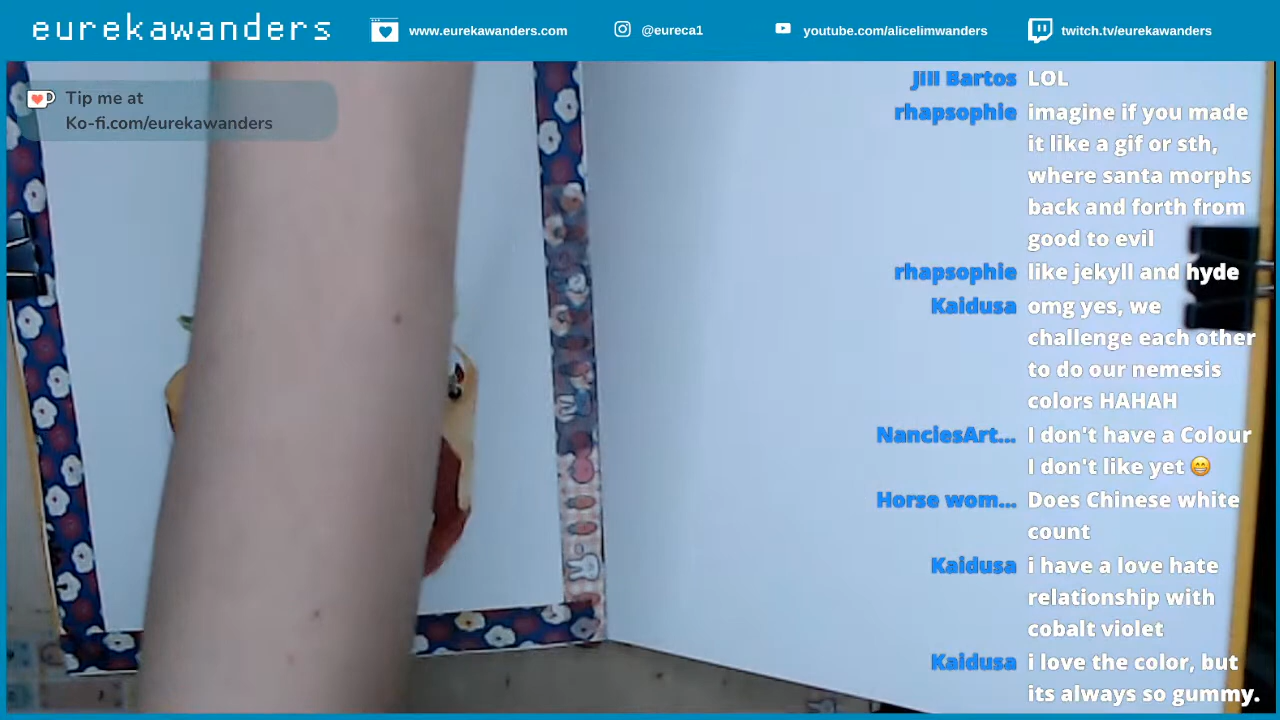 eurekawanders
www.eurekawanders.com
@eureca1
youtube.com/alicelimwanders
twitch.tv/eurekawanders
Tip me at
Ko-fi.com/eurekawanders
Jill Bartos LOL
rhapsophie imagine if you made
it like a gif or sth,
where santa morphs
back and forth from
good to evil
rhapsophie like jekyll and hyde
Kaidusa omg yes, we
challenge each other
to do our nemesis
colors HAHAH
NanciesArt... I don't have a Colour
I don't like yet 😁
Horse wom... Does Chinese white
count
Kaidusa i have a love hate
relationship with
cobalt violet
Kaidusa i love the color, but
its always so gummy.